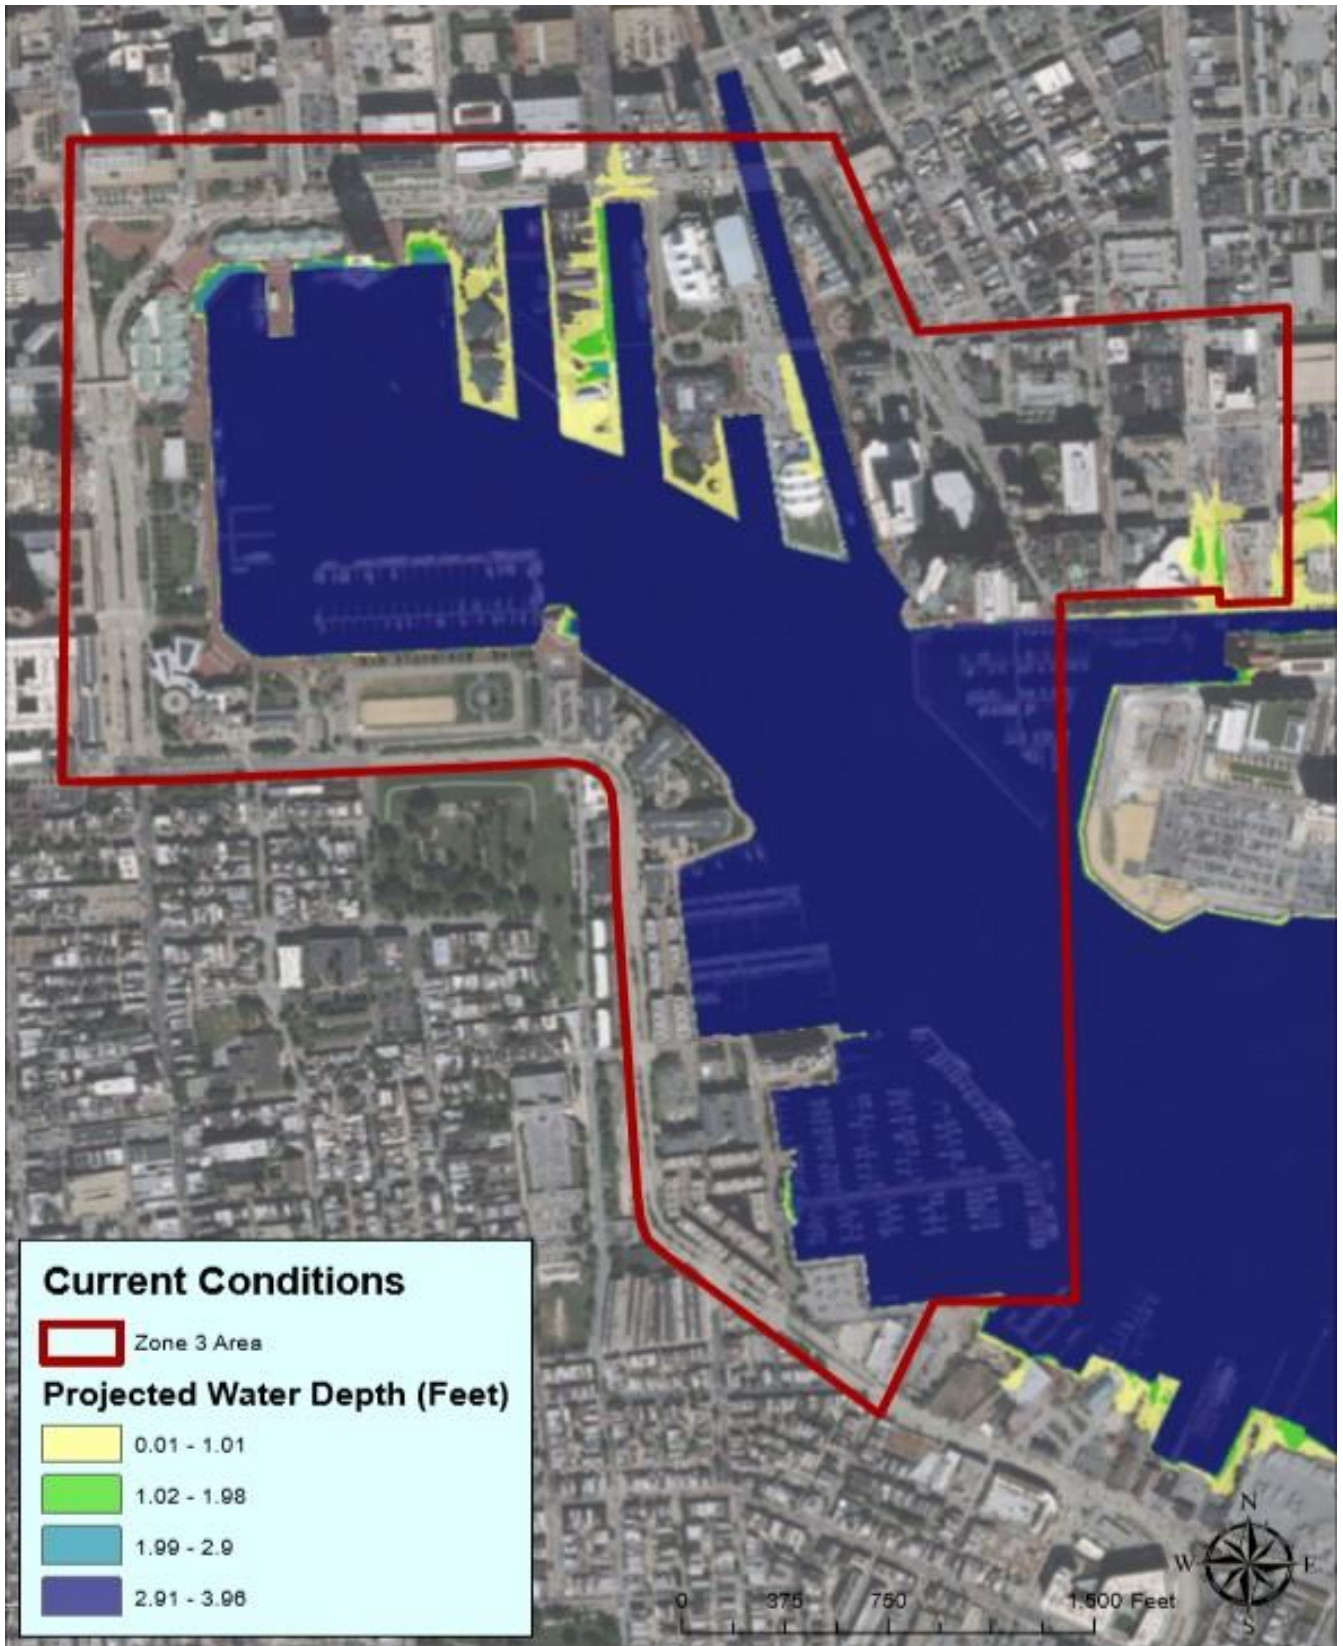 Current Conditions
Zone 3 Area
Projected Water Depth (Feet)
0.01 - 1.01
1.02 - 1.98
1.99 - 2.9
2.91 - 3.96
N
W E
S
0 375 750 1,500 Feet